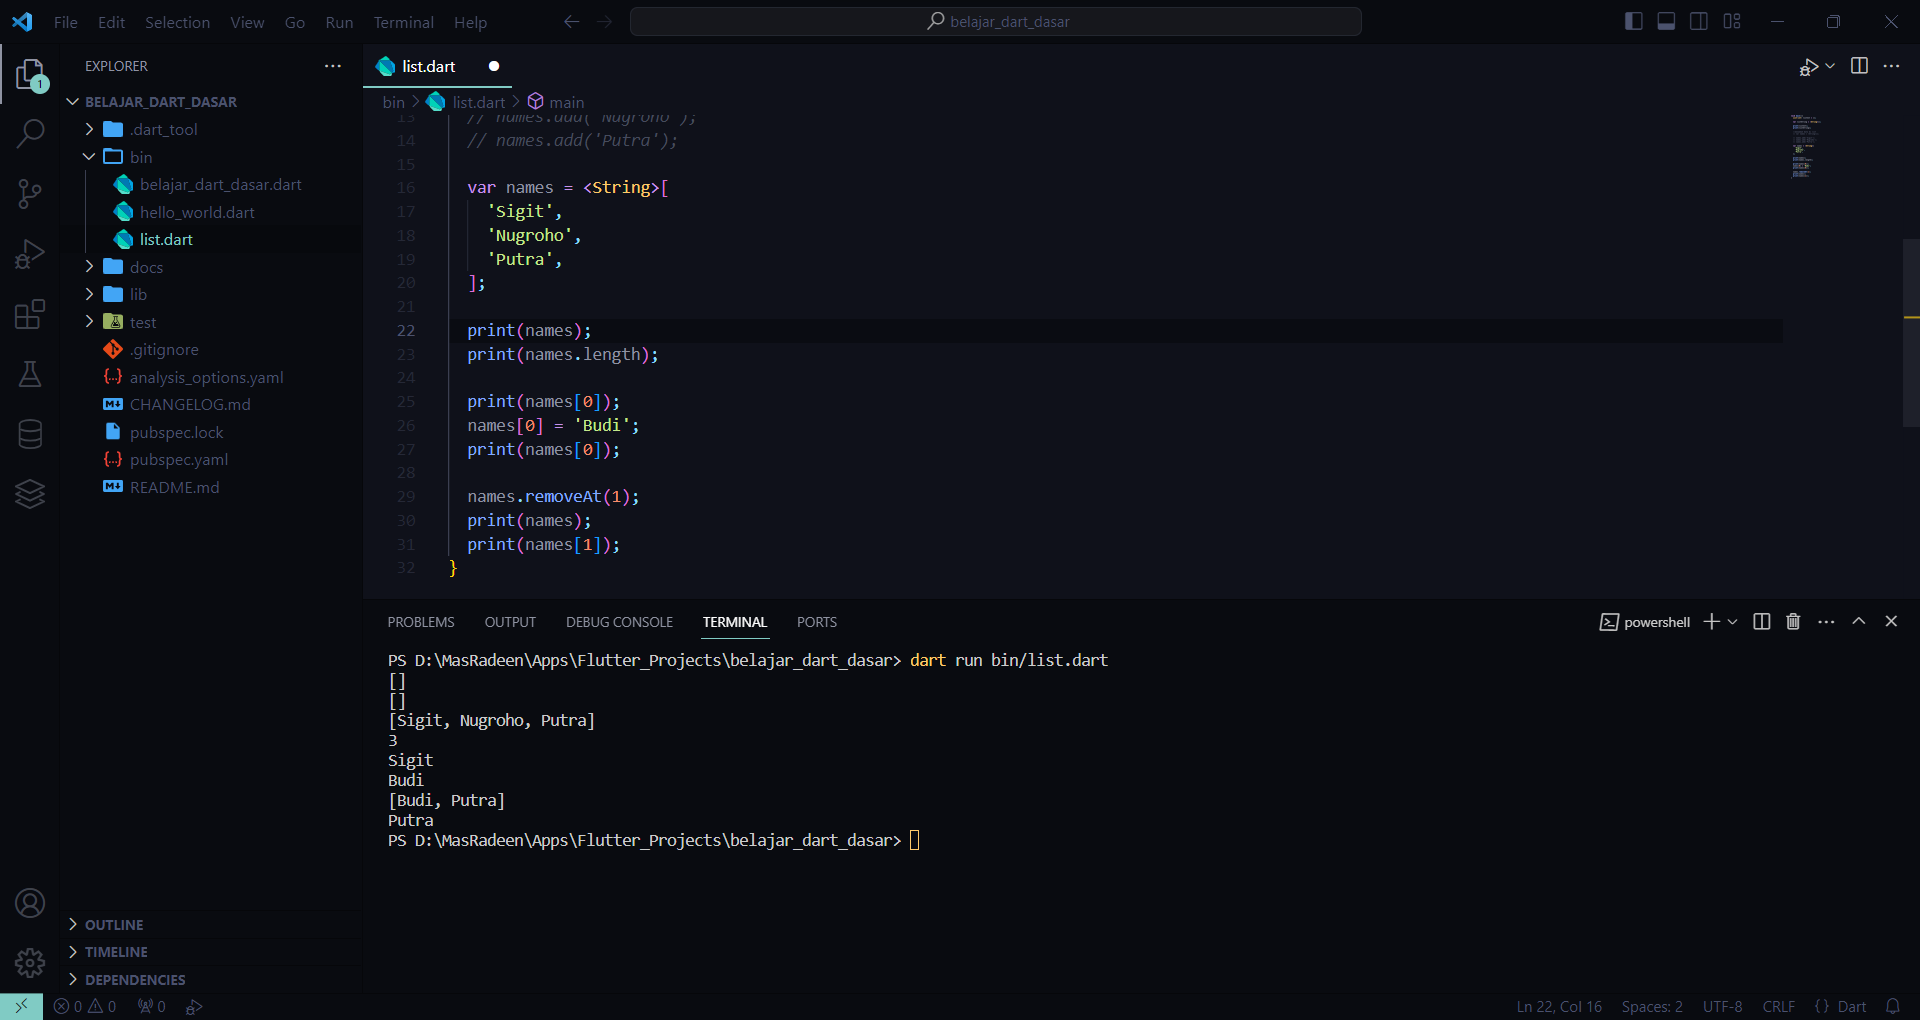 File Edit Selection View Go Run Terminal Help
belajar_dart_dasar
EXPLORER
1
BELAJAR_DART_DASAR
.dart_tool
bin
belajar_dart_dasar.dart
hello_world.dart
list.dart
docs
lib
test
.gitignore
analysis_options.yaml
CHANGELOG.md
pubspec.lock
pubspec.yaml
README.md
OUTLINE
TIMELINE
DEPENDENCIES
list.dart
bin > list.dart > main
13 // names.add('Nugroho');
14 // names.add('Putra');
15
16 var names = <String>[
17 'Sigit',
18 'Nugroho',
19 'Putra',
20 ];
21
22 print(names);
23 print(names.length);
24
25 print(names[0]);
26 names[0] = 'Budi';
27 print(names[0]);
28
29 names.removeAt(1);
30 print(names);
31 print(names[1]);
32 }
PROBLEMS OUTPUT DEBUG CONSOLE TERMINAL PORTS
powershell
PS D:\MasRadeen\Apps\Flutter_Projects\belajar_dart_dasar> dart run bin/list.dart
[]
[]
[Sigit, Nugroho, Putra]
3
Sigit
Budi
[Budi, Putra]
Putra
PS D:\MasRadeen\Apps\Flutter_Projects\belajar_dart_dasar>
0 0 0
Ln 22, Col 16 Spaces: 2 UTF-8 CRLF {} Dart